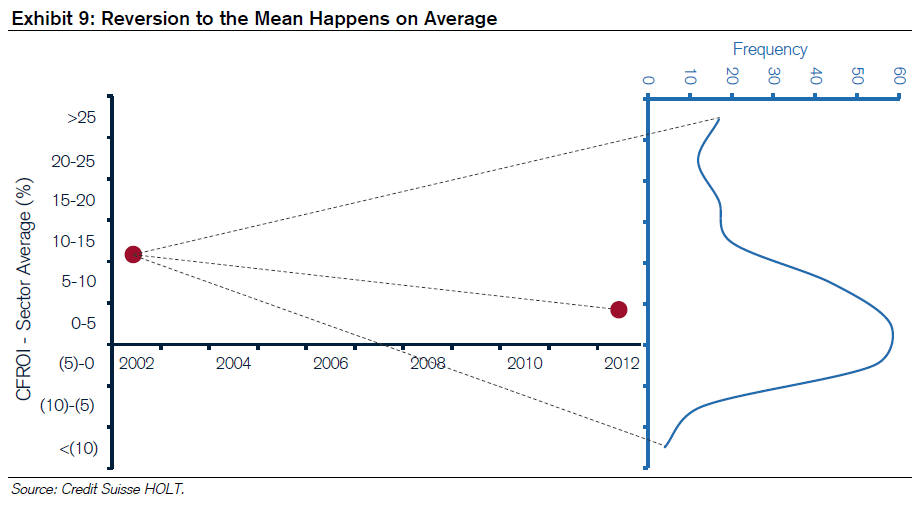 Exhibit 9: Reversion to the Mean Happens on Average
Frequency
0 10 20 30 40 50 60
CFROI - Sector Average (%)
>25
20-25
15-20
10-15
5-10
0-5
(5)-0
(10)-(5)
<(10)
2002 2004 2006 2008 2010 2012
Source: Credit Suisse HOLT.